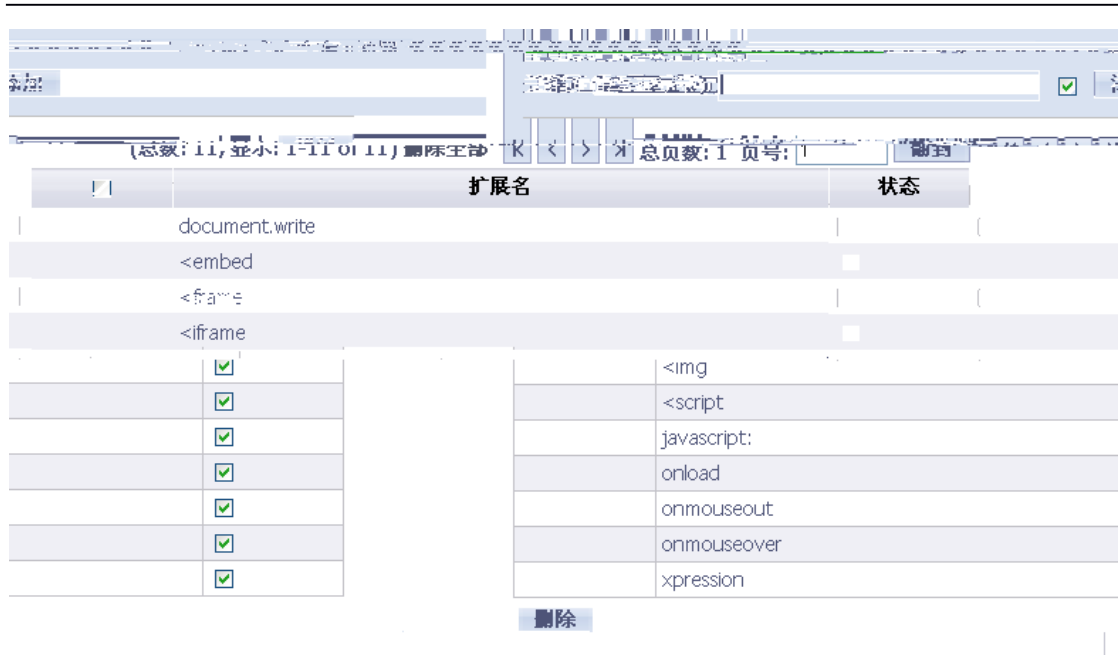 (总数: 11, 显示: 1-11 of 11) 删除全部 总页数: 1 页号: 1
扩展名 状态
document.write
<embed
<frame
<iframe
<img
<script
javascript:
onload
onmouseout
onmouseover
xpression
删除